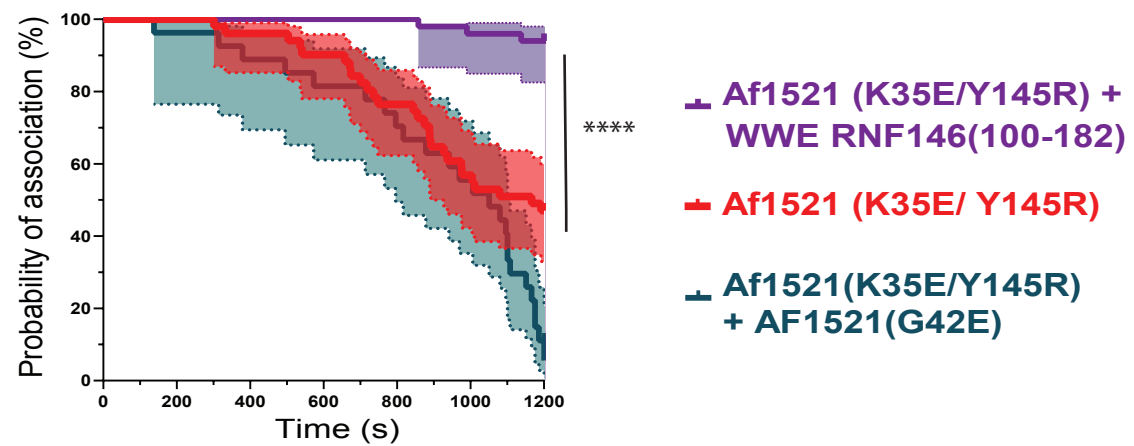 Probability of association (%)
100
80
60
40
20
0
0 200 400 600 800 1000 1200
Time (s)
****
Af1521 (K35E/Y145R) +
WWE RNF146(100-182)
Af1521 (K35E/ Y145R)
Af1521(K35E/Y145R)
+ AF1521(G42E)